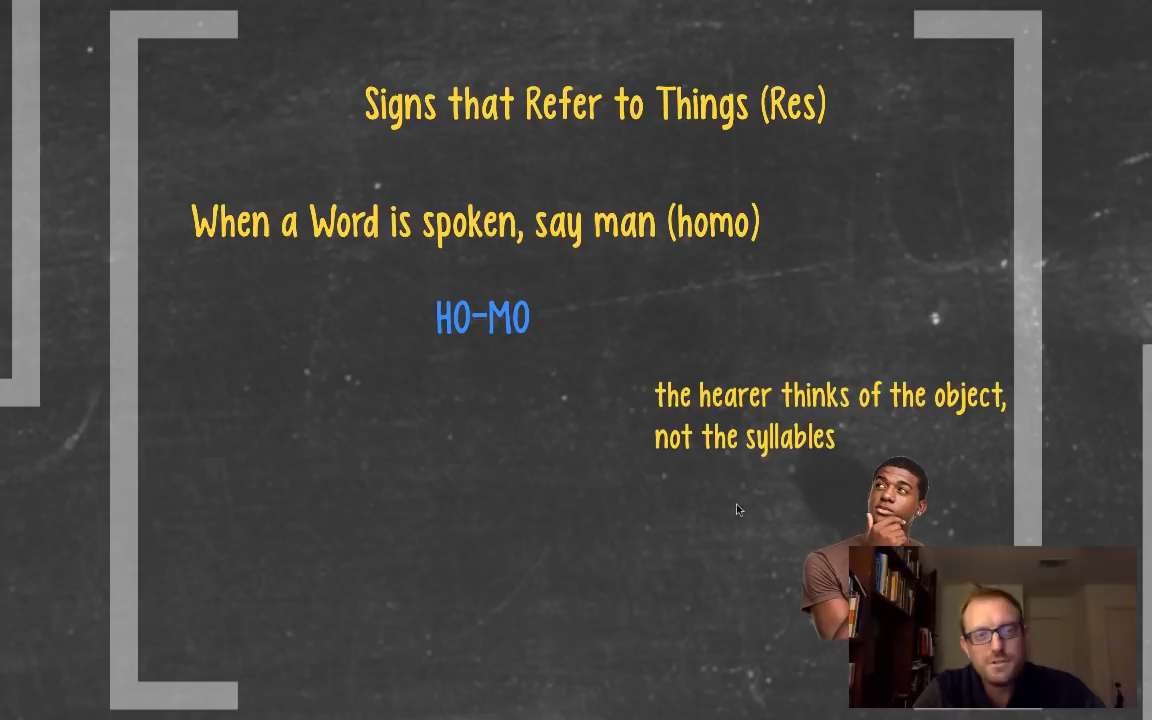 Signs that Refer to Things (Res)
When a Word is spoken, say man (homo)
HO-MO
the hearer thinks of the object,
not the syllables